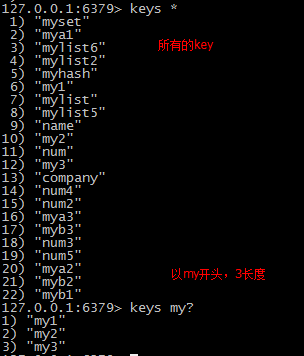 127.0.0.1:6379> keys *
1) "myset"
2) "mya1"
3) "mylist6"
所有的key
4) "mylist2"
5) "myhash"
6) "my1"
7) "mylist"
8) "mylist5"
9) "name"
10) "my2"
11) "num"
12) "my3"
13) "company"
14) "num4"
15) "num2"
16) "mya3"
17) "myb3"
18) "num3"
19) "num5"
20) "mya2"
以my开头，3长度
21) "myb2"
22) "myb1"
127.0.0.1:6379> keys my?
1) "my1"
2) "my2"
3) "my3"